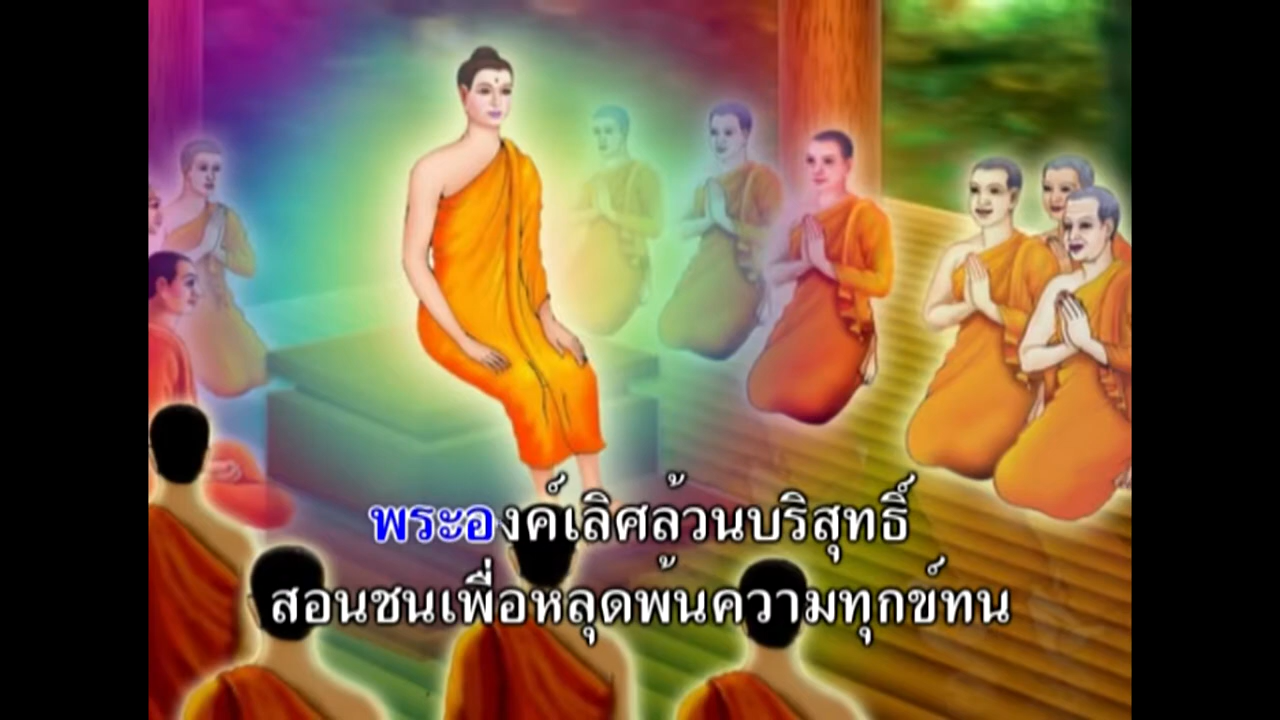 พระองค์เลิศล้วนบริสุทธิ์
สอนชนเพื่อหลุดพ้นความทุกข์ทน